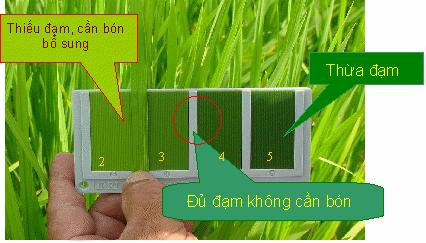 Thiếu đạm, cần bón
bổ sung
Thừa đạm
2
3
4
5
Đủ đạm không cần bón